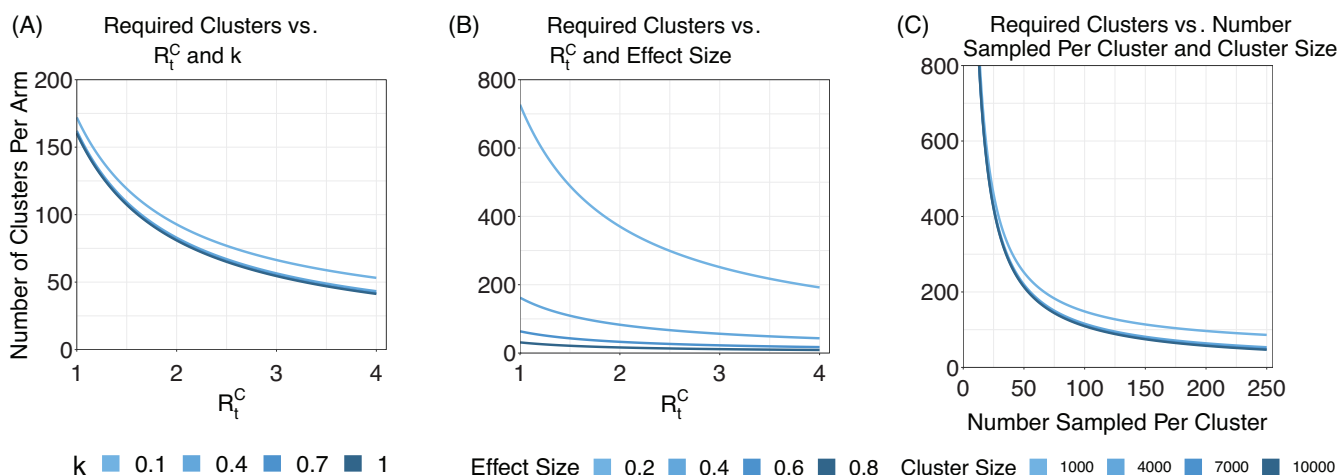 (A) Required Clusters vs.
R_t^C and k
Number of Clusters Per Arm
200
150
100
50
0
1 2 3 4
R_t^C
k 0.1 0.4 0.7 1
(B) Required Clusters vs.
R_t^C and Effect Size
800
600
400
200
0
1 2 3 4
R_t^C
Effect Size 0.2 0.4 0.6 0.8
(C) Required Clusters vs. Number
Sampled Per Cluster and Cluster Size
800
600
400
200
0
0 50 100 150 200 250
Number Sampled Per Cluster
Cluster Size 1000 4000 7000 10000